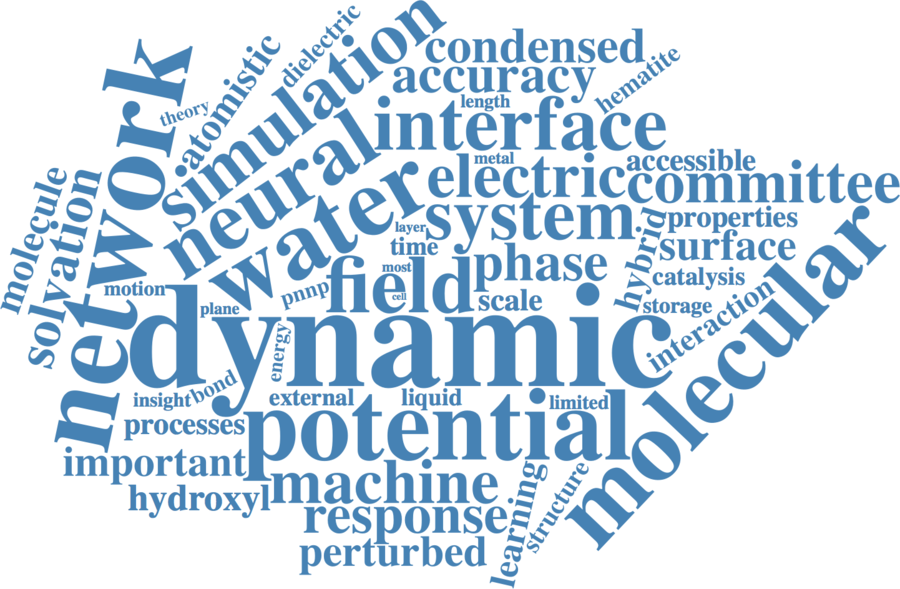 dielectric
simulation
condensed
atomistic
accuracy
hematite
network
theory
length
interface
neural
metal
accessible
electric
committee
molecule
solvation
water
system
properties
layer
time
hybrid
surface
molecular
most
phase
catalysis
motion
pnnp
field
cell
scale
storage
plane
dynamic
interaction
energy
insight
bond
external
liquid
limited
processes
potential
important
machine
learning
structure
hydroxyl
response
perturbed